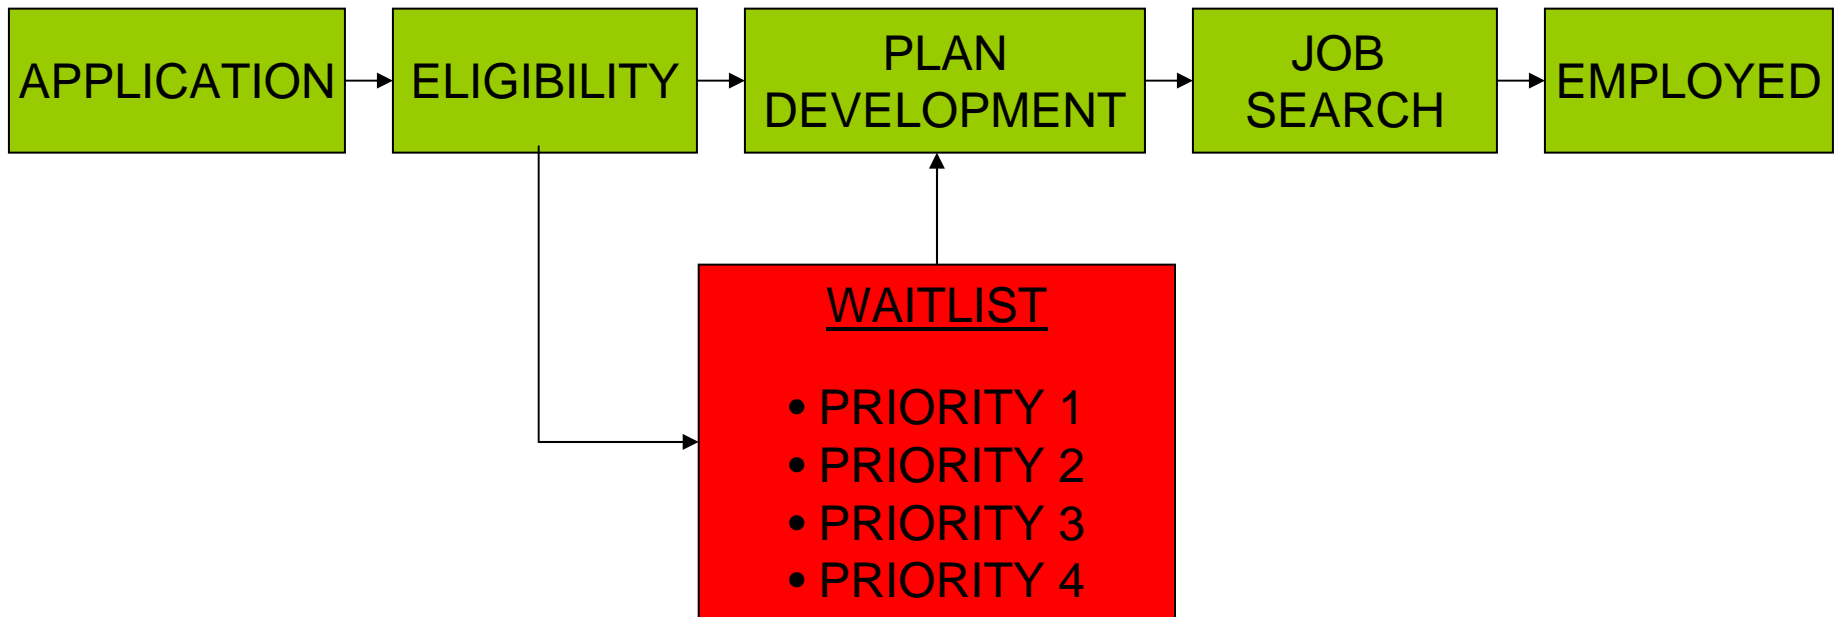 APPLICATION
ELIGIBILITY
PLAN
DEVELOPMENT
JOB
SEARCH
EMPLOYED
WAITLIST
• PRIORITY 1
• PRIORITY 2
• PRIORITY 3
• PRIORITY 4